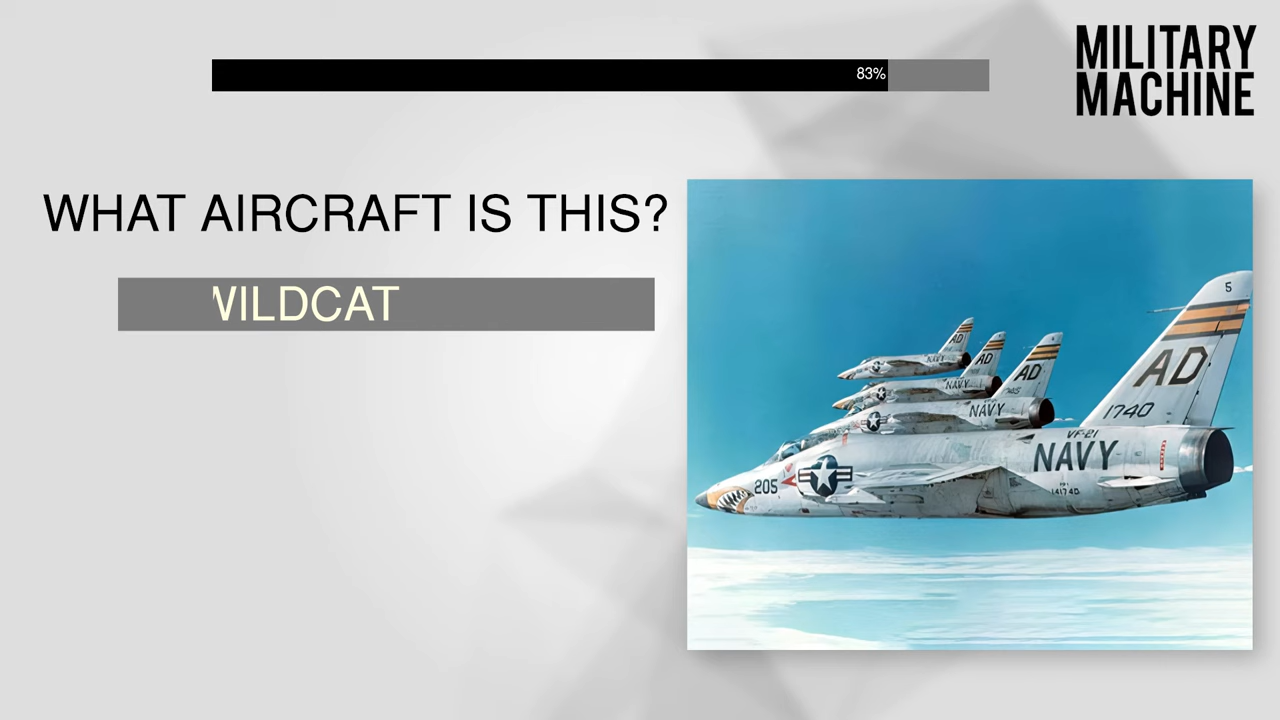 83%
MILITARY
MACHINE
WHAT AIRCRAFT IS THIS?
WILDCAT
5
AD
1740
VF-21
NAVY
205
141740
AD
NAVY
AD
NAVY
AD
NAVY